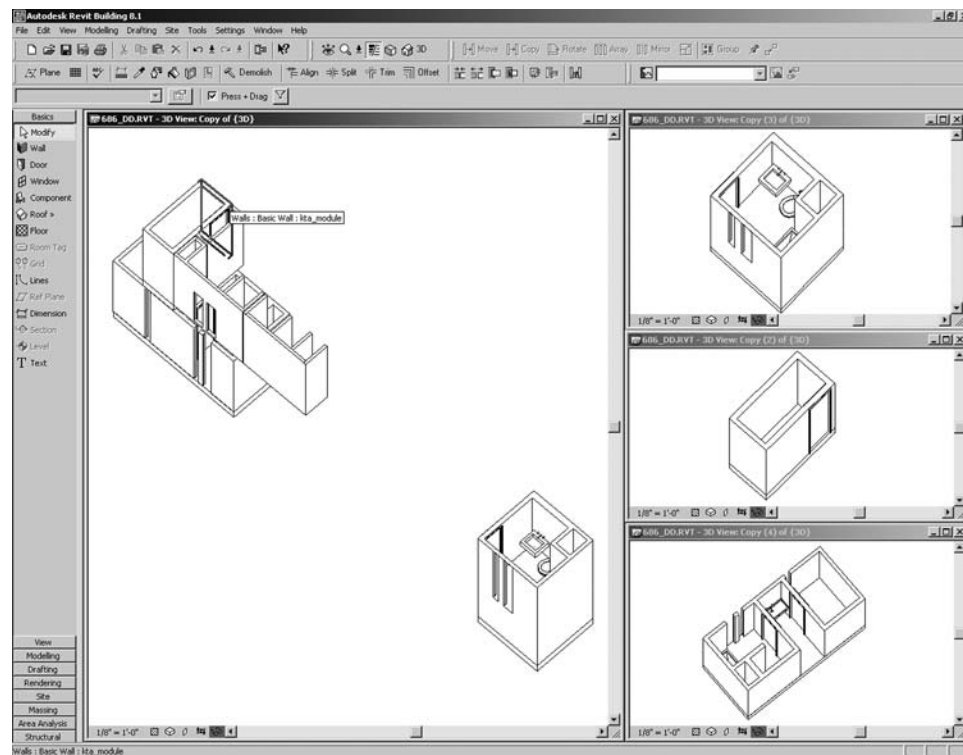 Autodesk Revit Building 8.1
File Edit View Modelling Drafting Site Tools Settings Window Help
3D Move Copy Rotate Array Mirror Group
Plane Demolish Align Split Trim Offset
Press + Drag
Basics
Modify
Wall
Door
Window
Component
Roof »
Floor
Room Tag
Grid
Lines
Ref Plane
Dimension
Section
Level
Text
View
Modelling
Drafting
Rendering
Site
Massing
Area Analysis
Structural
686_DD.RVT - 3D View: Copy of {3D}
Walls : Basic Wall : kta_module
1/8" = 1'-0"
686_DD.RVT - 3D View: Copy (3) of {3D}
1/8" = 1'-0"
686_DD.RVT - 3D View: Copy (2) of {3D}
1/8" = 1'-0"
686_DD.RVT - 3D View: Copy (4) of {3D}
1/8" = 1'-0"
Walls : Basic Wall : kta_module